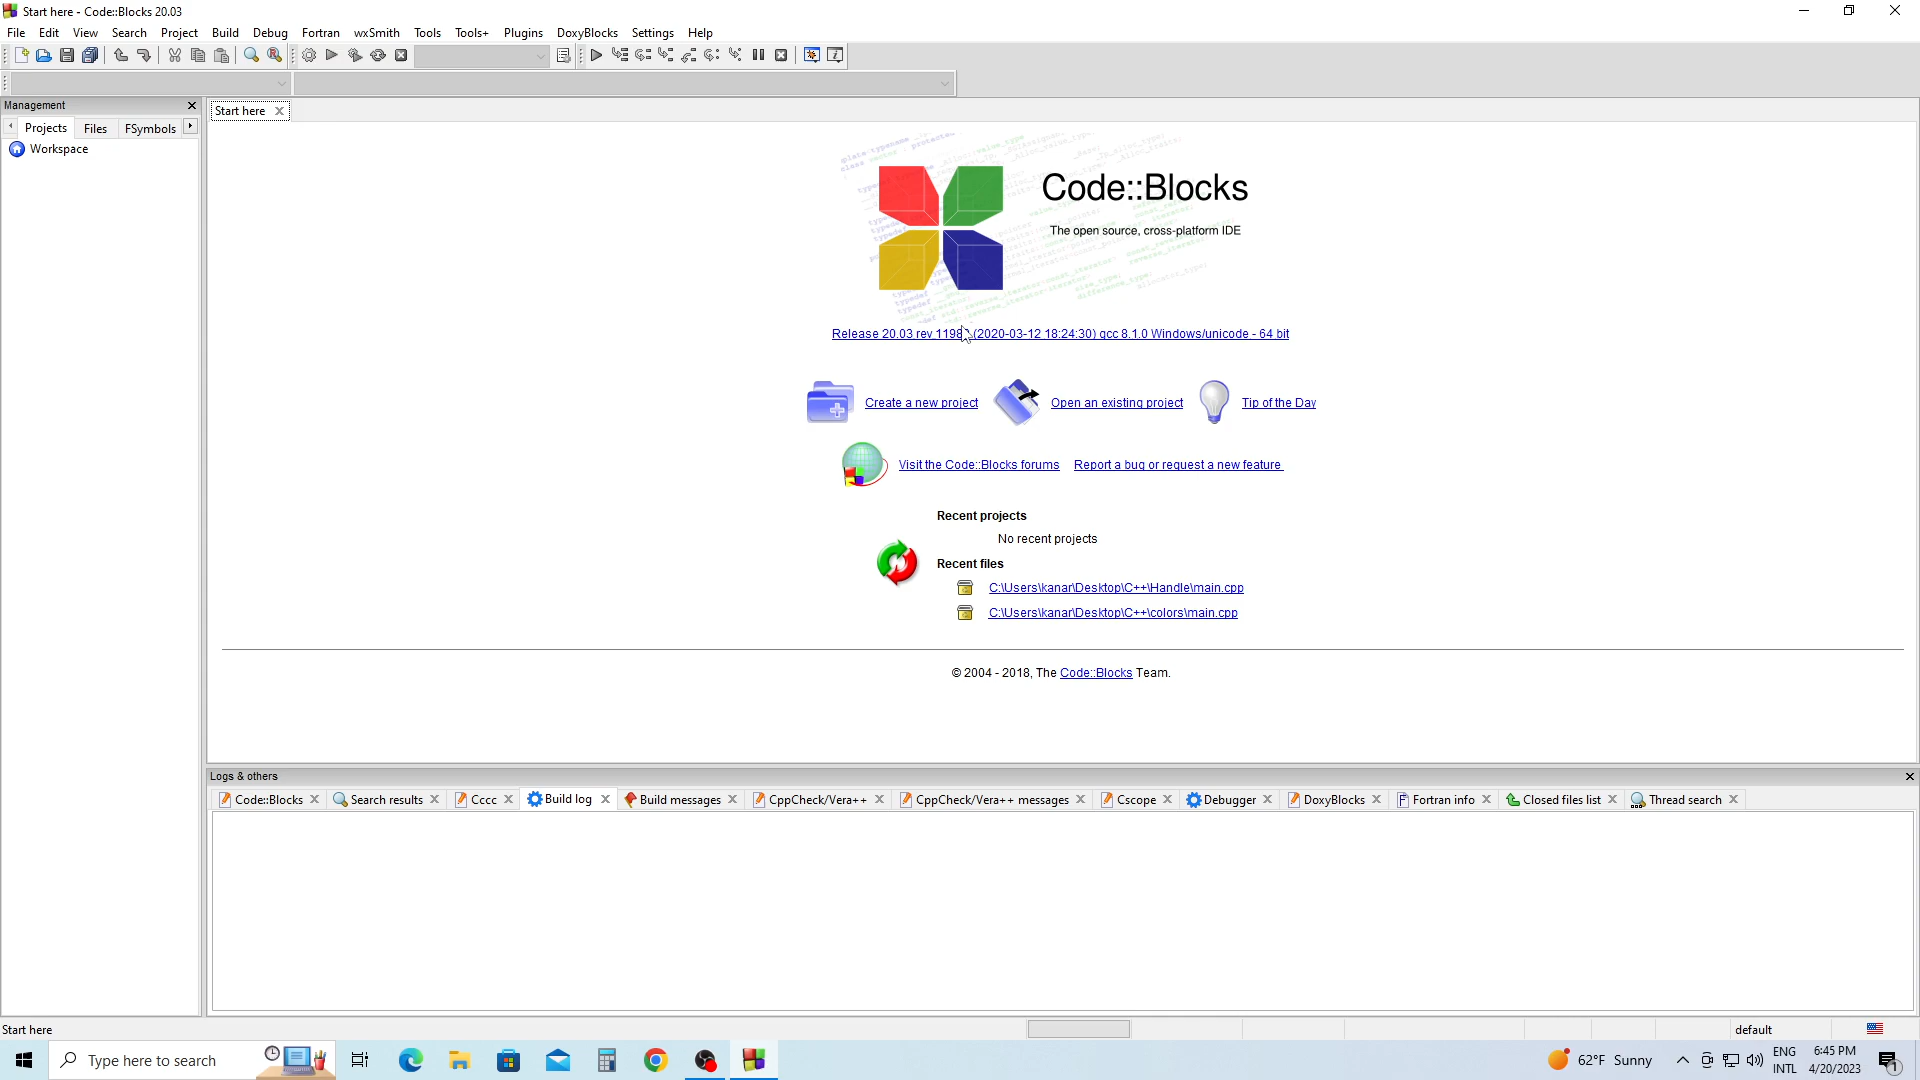 Start here - Code::Blocks 20.03
File Edit View Search Project Build Debug Fortran wxSmith Tools Tools+ Plugins DoxyBlocks Settings Help
Management
Start here
Projects Files FSymbols
Workspace
Code::Blocks
The open source, cross-platform IDE
Release 20.03 rev (2020-03-12 18:24:30) gcc 8.1.0 Windows/unicode - 64 bit
Create a new project Open an existing project Tip of the Day
Visit the Code::Blocks forums Report a bug or request a new feature
Recent projects
No recent projects
Recent files
C:\Users\kanar\Desktop\C++\Handle\main.cpp
C:\Users\kanar\Desktop\C++\colors\main.cpp
© 2004 - 2018, The Code::Blocks Team.
Logs & others
Code::Blocks Search results Cccc Build log Build messages CppCheck/Vera++ CppCheck/Vera++ messages Cscope Debugger DoxyBlocks Fortran info Closed files list Thread search
Start here default
Type here to search 62°F Sunny
ENG
INTL
6:45 PM
4/20/2023
1